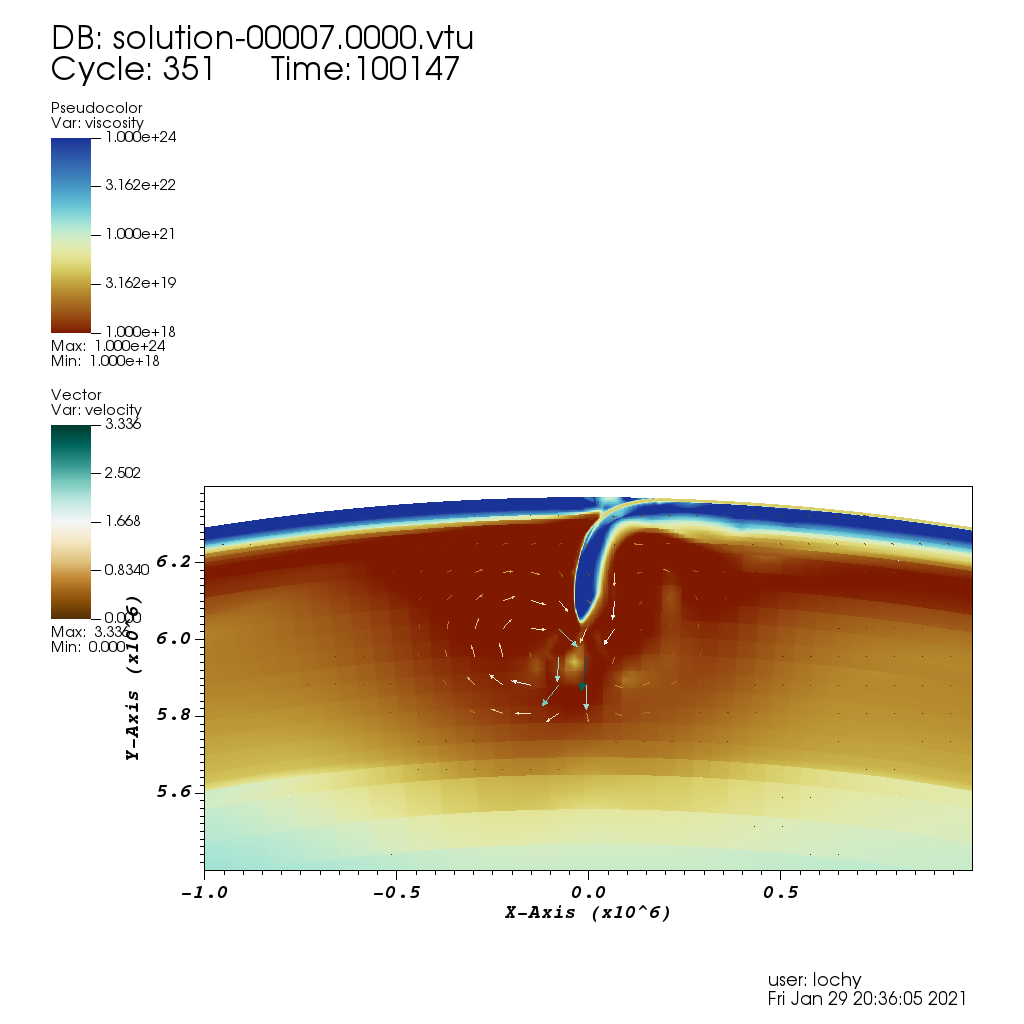 DB: solution-00007.0000.vtu
Cycle: 351 Time:100147
Pseudocolor
Var: viscosity
1.000e+24
3.162e+22
1.000e+21
3.162e+19
1.000e+18
Max: 1.000e+24
Min: 1.000e+18
Vector
Var: velocity
3.336
2.502
1.668
0.8340
0.000
Max: 3.336
Min: 0.000
Y-Axis (x10^6)
6.2
6.0
5.8
5.6
-1.0 -0.5 0.0 0.5
X-Axis (x10^6)
user: lochy
Fri Jan 29 20:36:05 2021